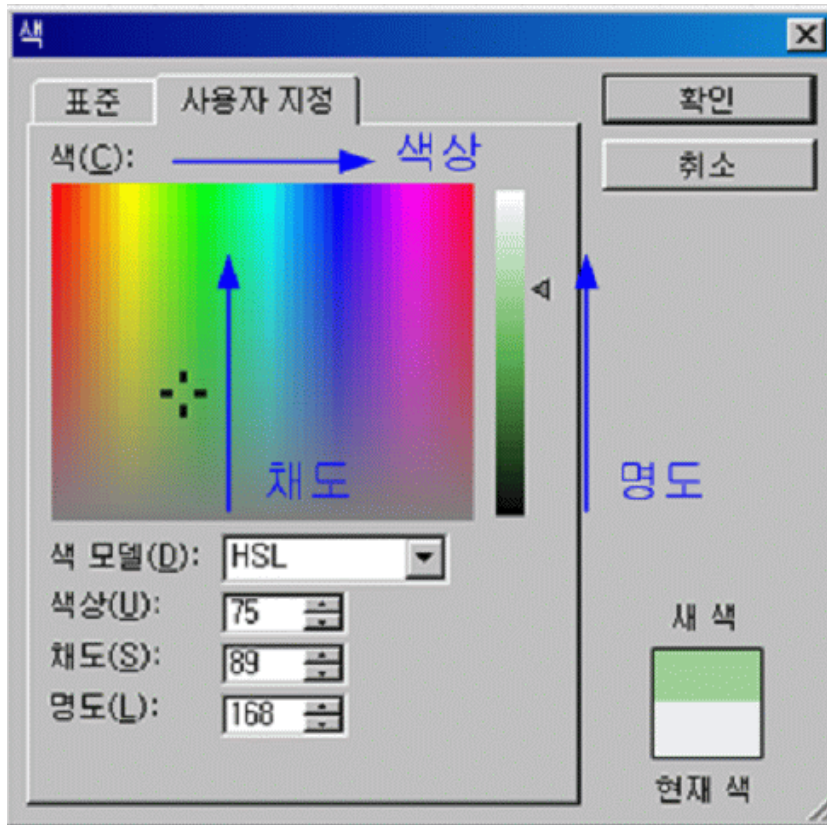 색
표준
사용자 지정
확인
취소
색(C):
색상
채도
명도
색 모델(D):
HSL
색상(U):
75
채도(S):
89
명도(L):
168
새 색
현재 색